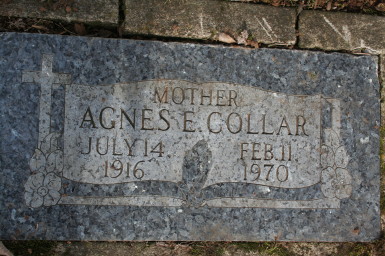 MOTHER
AGNES E. COLLAR
JULY 14 FEB. 11
1916 1970